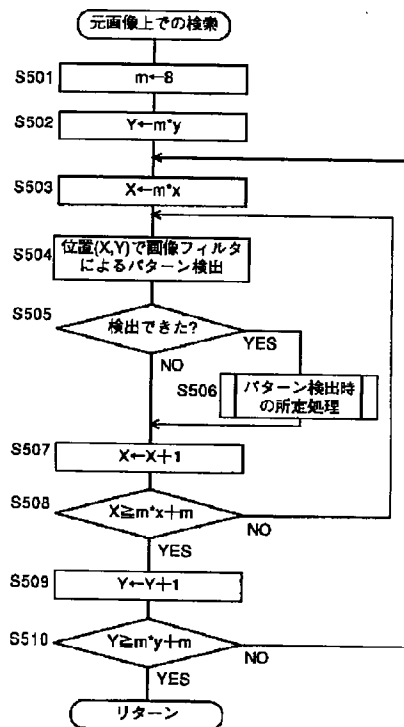 元画像上での検索
S501
m←8
S502
Y←m*y
S503
X←m*x
S504
位置(X,Y)で画像フィルタ
によるパターン検出
S505
検出できた?
YES
NO
S506
パターン検出時
の所定処理
S507
X←X+1
S508
X≧m*x+m
NO
YES
S509
Y←Y+1
S510
Y≧m*y+m
NO
YES
リターン